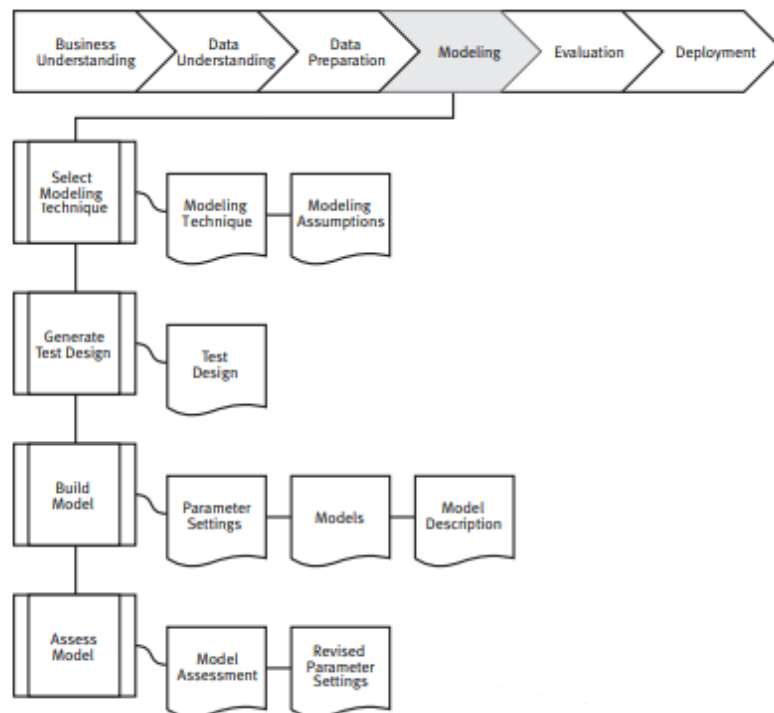 Business
Understanding
Data
Understanding
Data
Preparation
Modeling
Evaluation
Deployment
Select
Modeling
Technique
Modeling
Technique
Modeling
Assumptions
Generate
Test Design
Test
Design
Build
Model
Parameter
Settings
Models
Model
Description
Assess
Model
Model
Assessment
Revised
Parameter
Settings